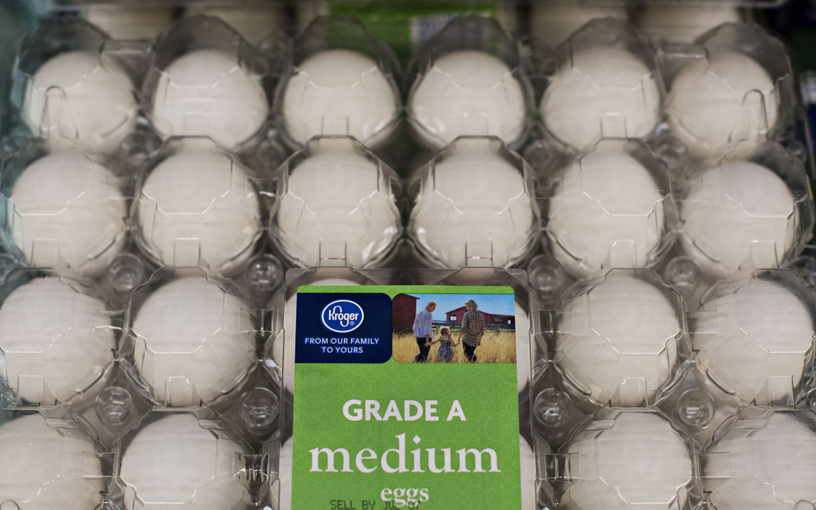 Kroger
FROM OUR FAMILY
TO YOURS
GRADE A
medium
eggs
SELL BY